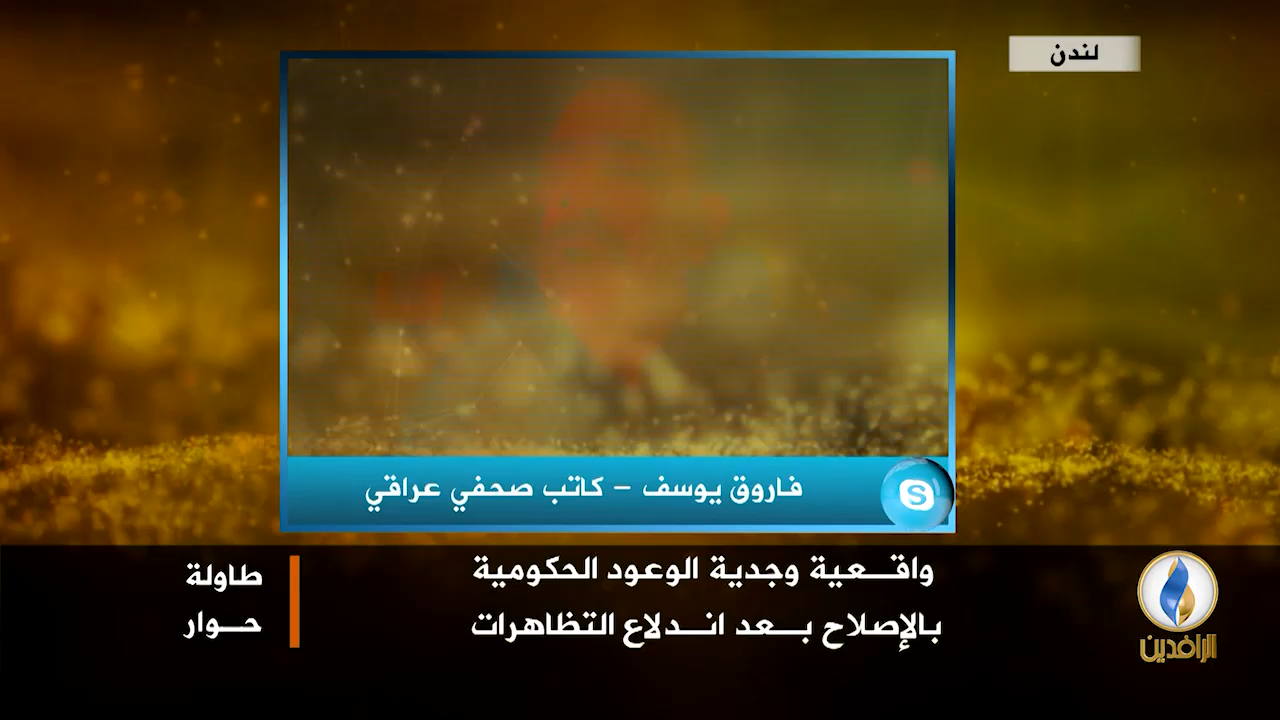 لندن
فاروق يوسف – كاتب صحفي عراقي
واقعية وجدية الوعود الحكومية
بالإصلاح بعد اندلاع التظاهرات
طاولة
حوار
الرافدين